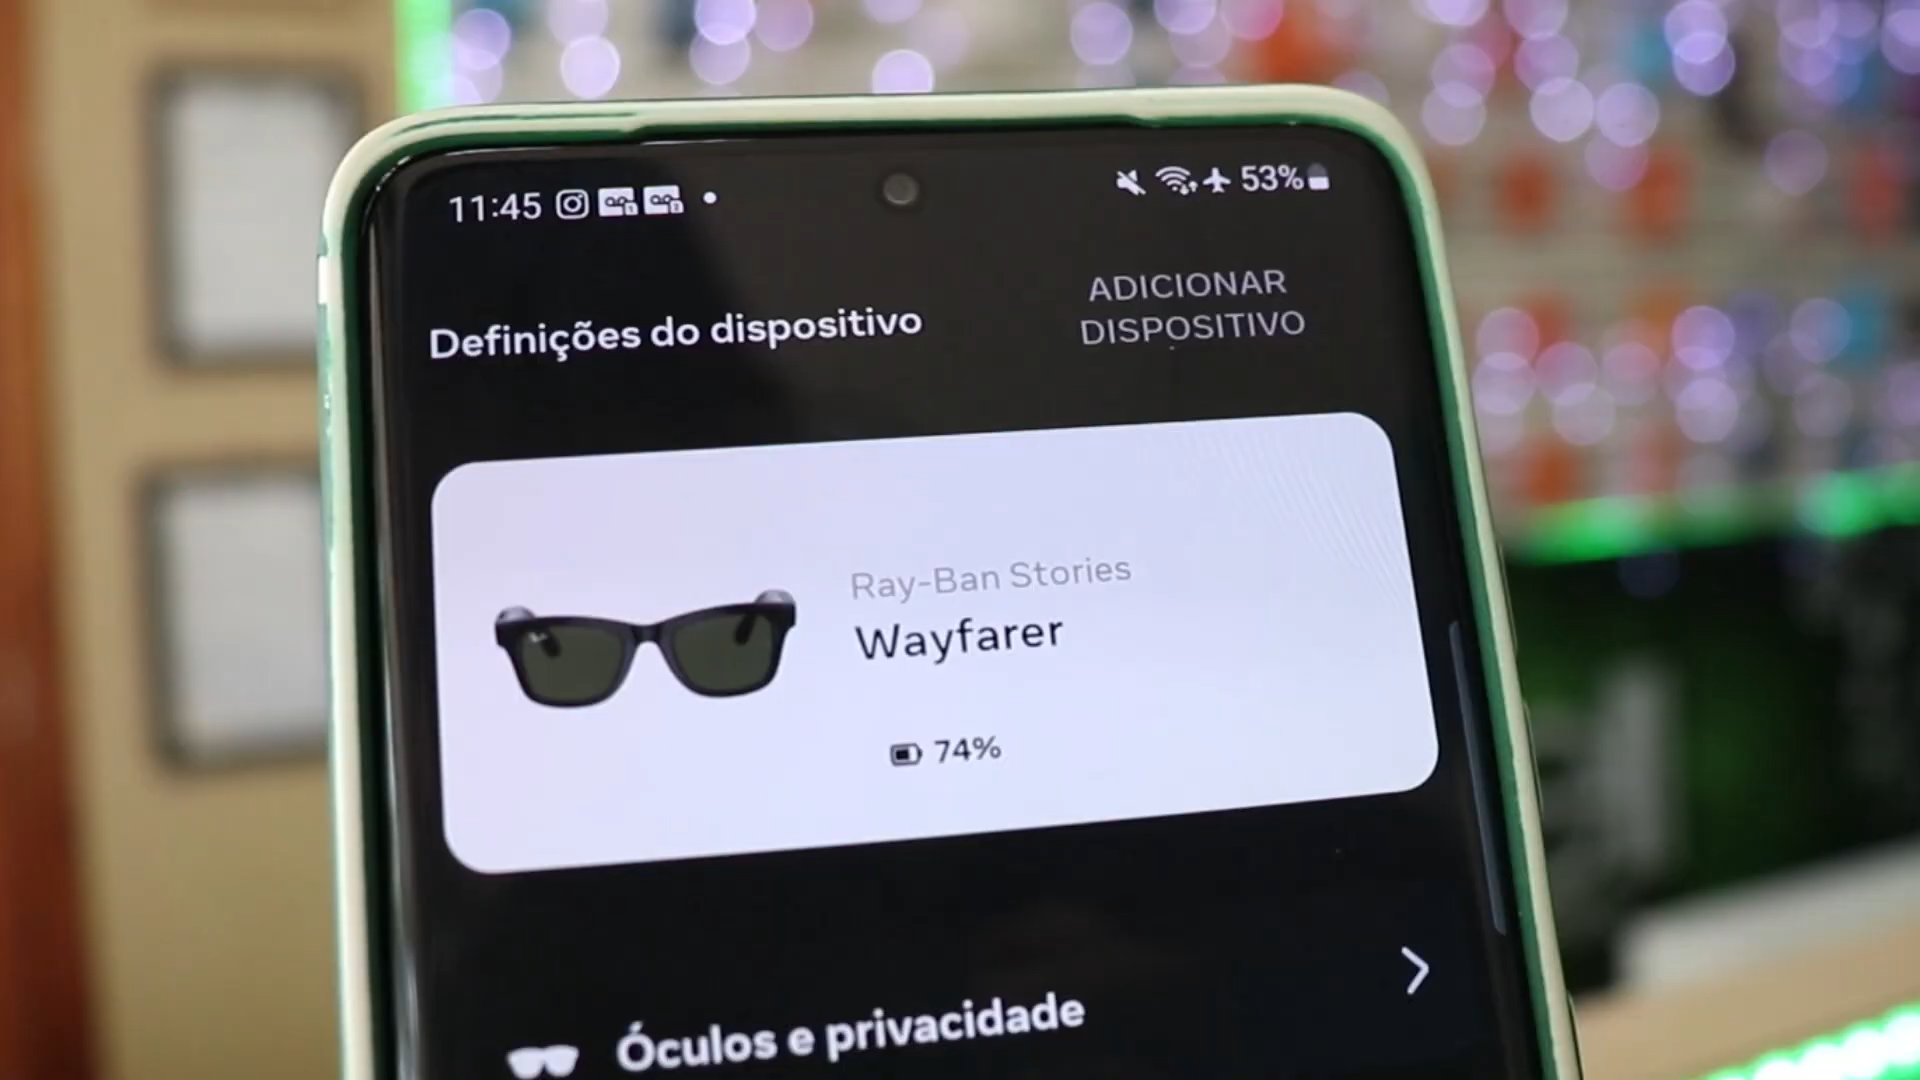 11:45 53%
Definições do dispositivo
ADICIONAR
DISPOSITIVO
Ray-Ban Stories
Wayfarer
74%
Óculos e privacidade